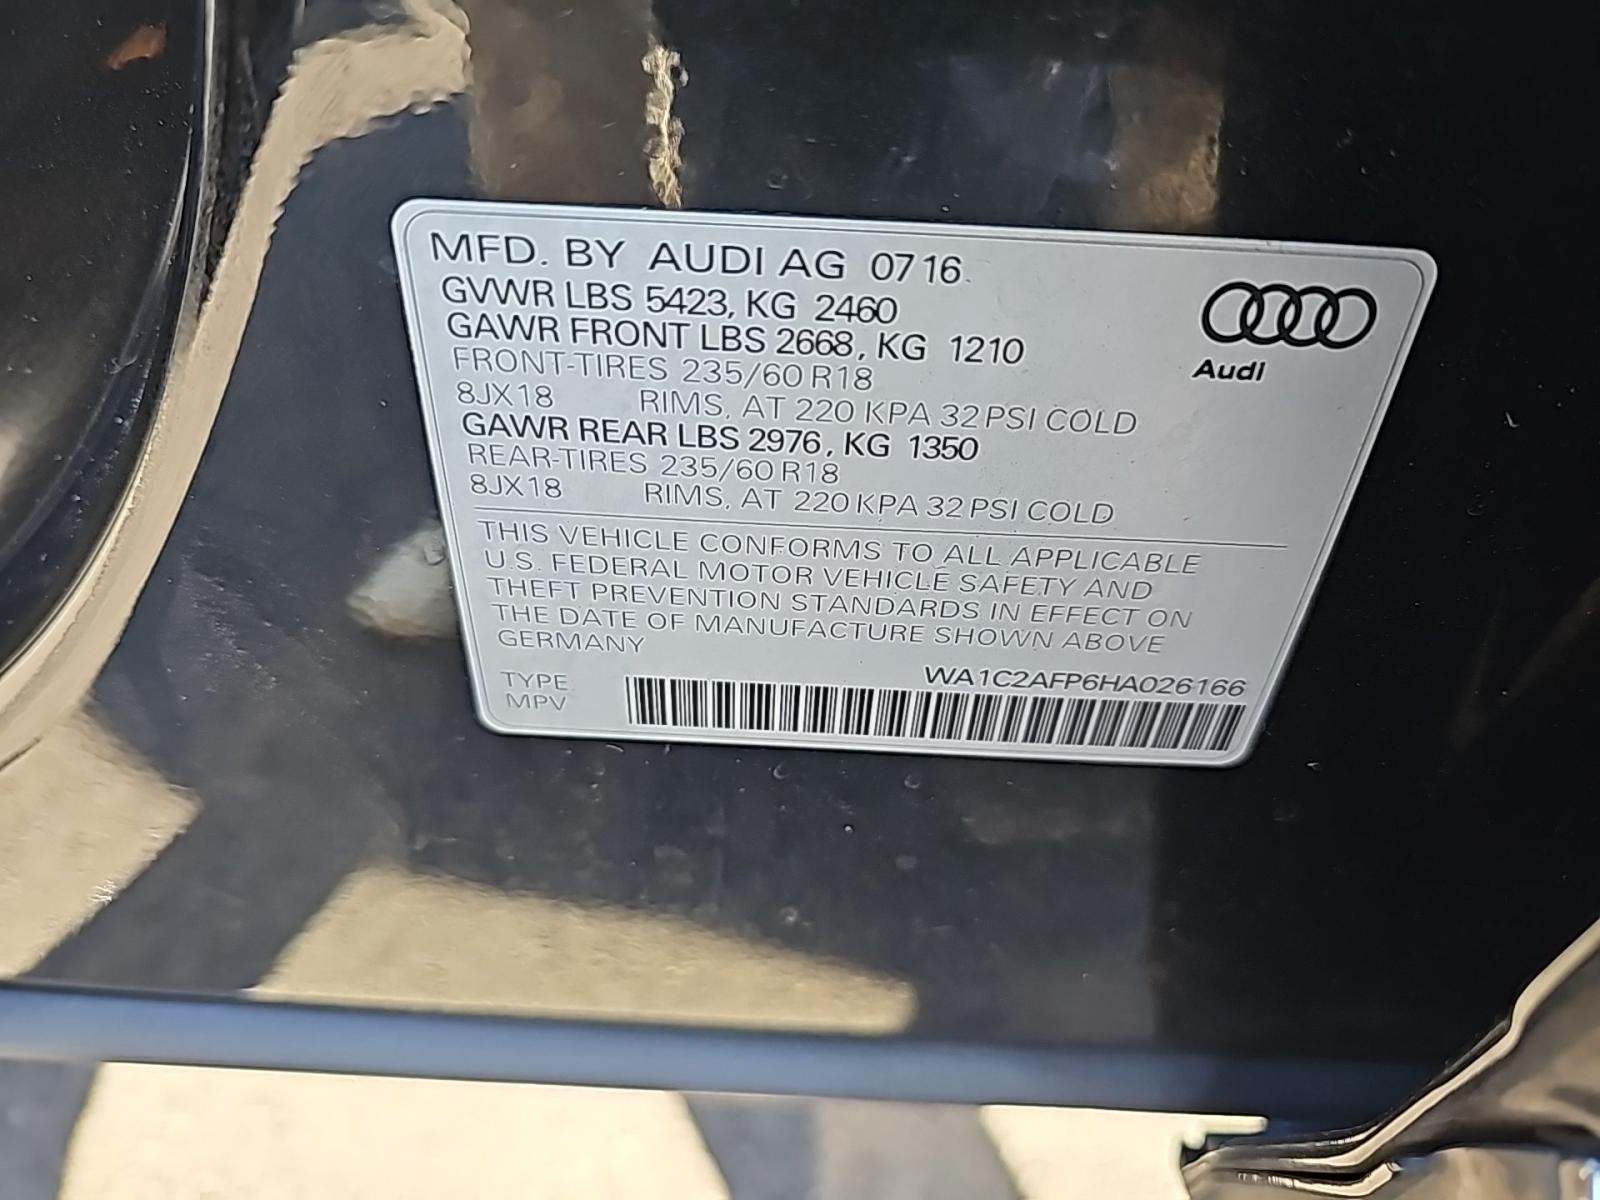 MFD. BY AUDI AG 0716
GVWR LBS 5423, KG 2460
GAWR FRONT LBS 2668, KG 1210
FRONT-TIRES 235/60 R18
8JX18 RIMS, AT 220 KPA 32 PSI COLD
GAWR REAR LBS 2976, KG 1350
REAR-TIRES 235/60 R18
8JX18 RIMS, AT 220 KPA 32 PSI COLD
Audi
THIS VEHICLE CONFORMS TO ALL APPLICABLE
U.S. FEDERAL MOTOR VEHICLE SAFETY AND
THEFT PREVENTION STANDARDS IN EFFECT ON
THE DATE OF MANUFACTURE SHOWN ABOVE
GERMANY
WA1C2AFP6HA026166
TYPE
MPV